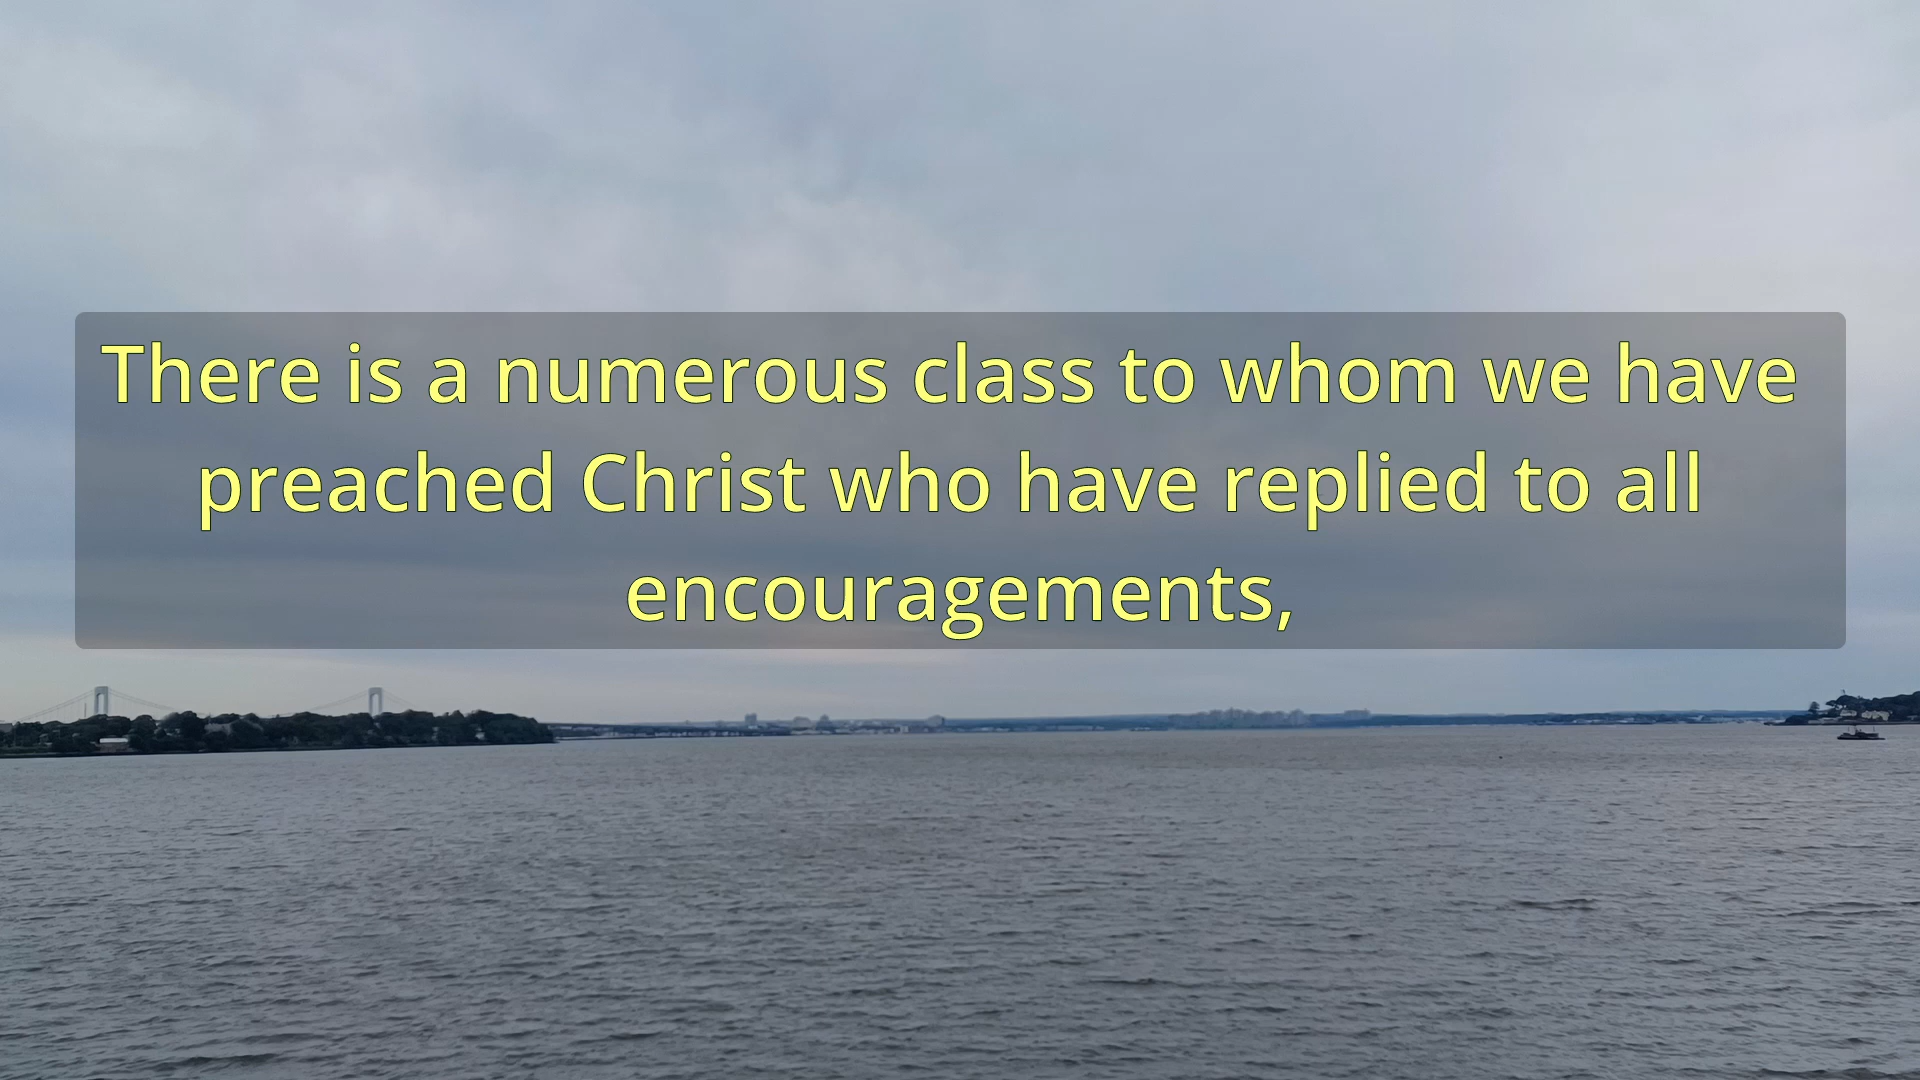 There is a numerous class to whom we have
preached Christ who have replied to all
encouragements,